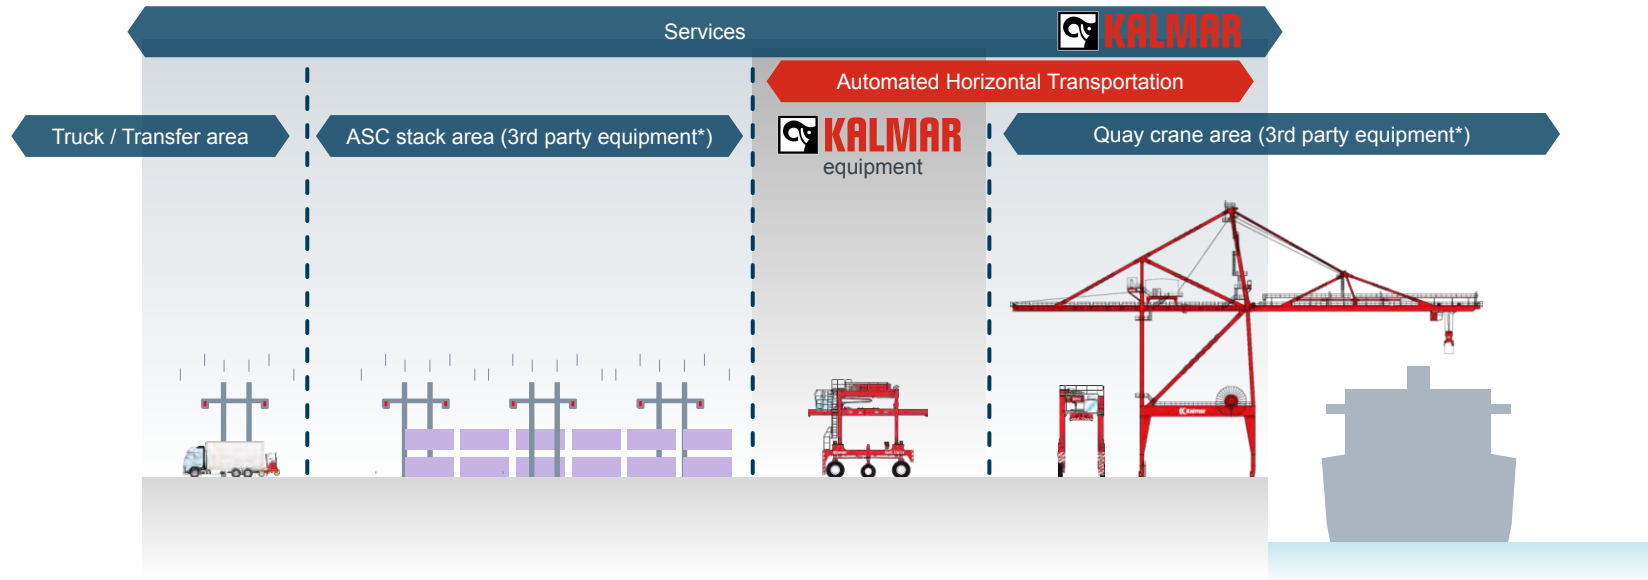 Services
KALMAR
Automated Horizontal Transportation
Truck / Transfer area
ASC stack area (3rd party equipment*)
KALMAR
equipment
Quay crane area (3rd party equipment*)
Kalmar